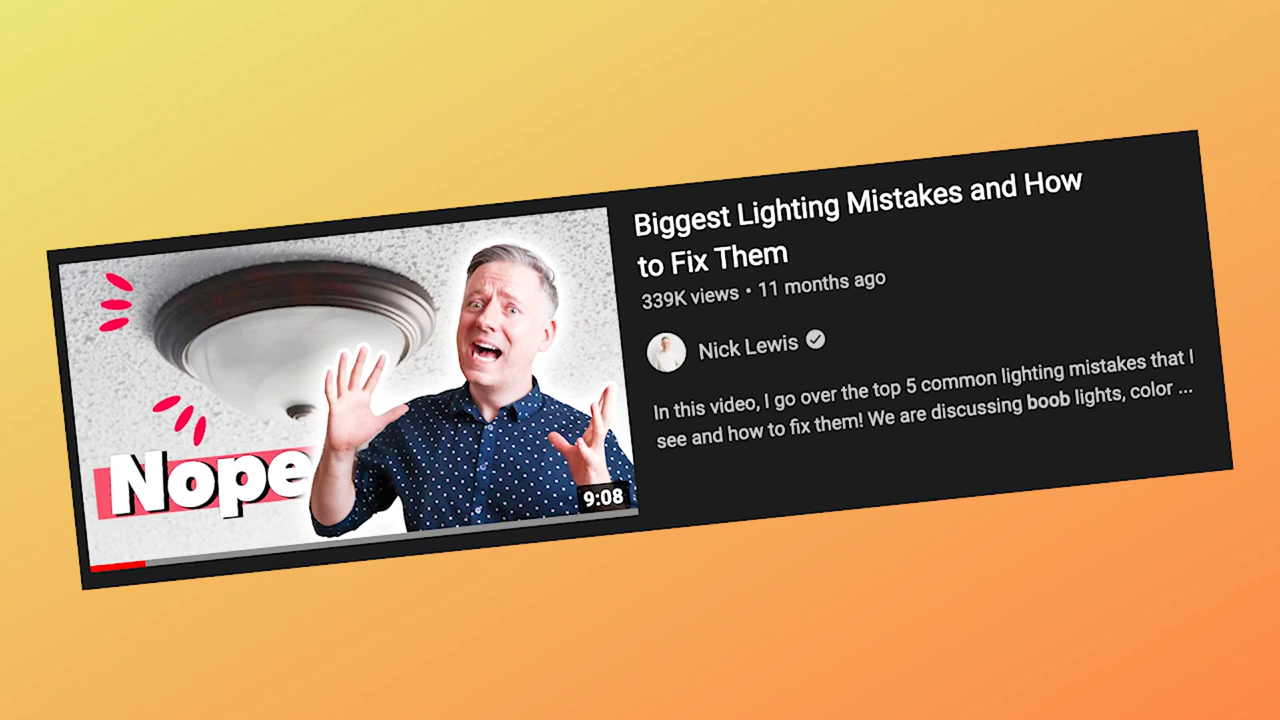 Nope
9:08
Biggest Lighting Mistakes and How
to Fix Them
339K views • 11 months ago
Nick Lewis
In this video, I go over the top 5 common lighting mistakes that I
see and how to fix them! We are discussing boob lights, color ...